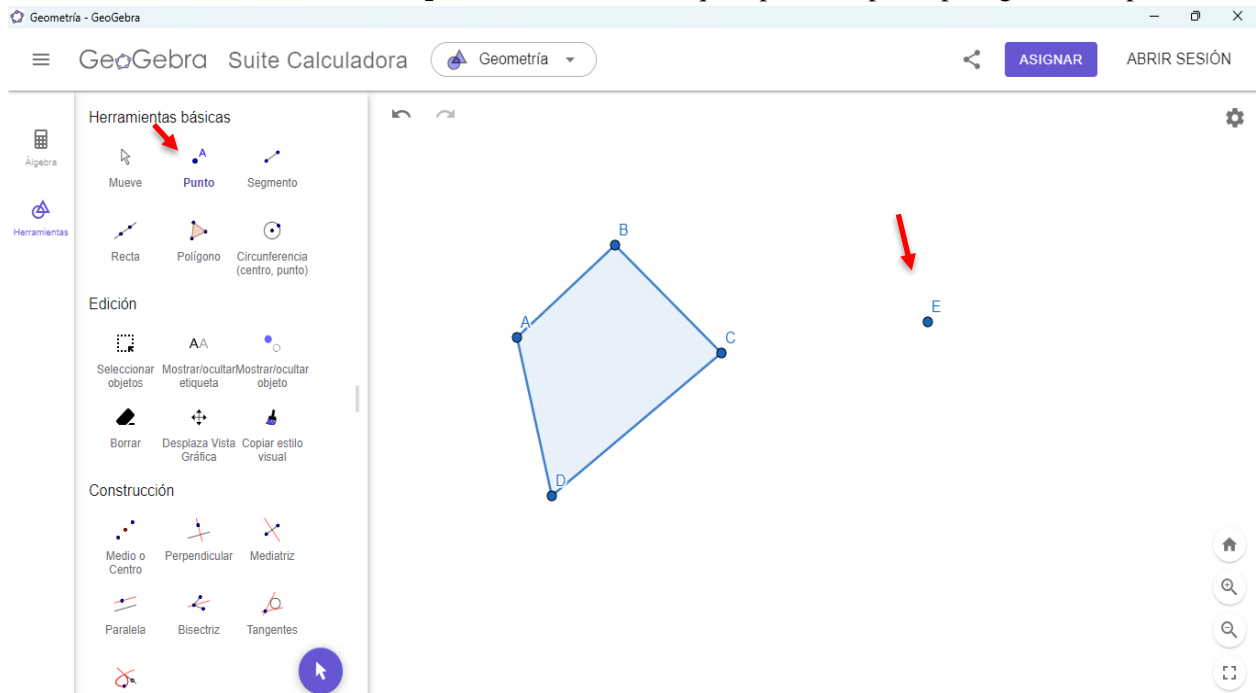 Geometría - GeoGebra
GeoGebra Suite Calculadora Geometría ASIGNAR ABRIR SESIÓN
Álgebra
Herramientas
Herramientas básicas
A
Mueve Punto Segmento
Recta Polígono Circunferencia
(centro, punto)
Edición
AA
Seleccionar Mostrar/ocultar Mostrar/ocultar
objetos etiqueta objeto
Borrar Desplaza Vista Copiar estilo
Gráfica visual
Construcción
Medio o Perpendicular Mediatriz
Centro
Paralela Bisectriz Tangentes
B
A
C
D
E